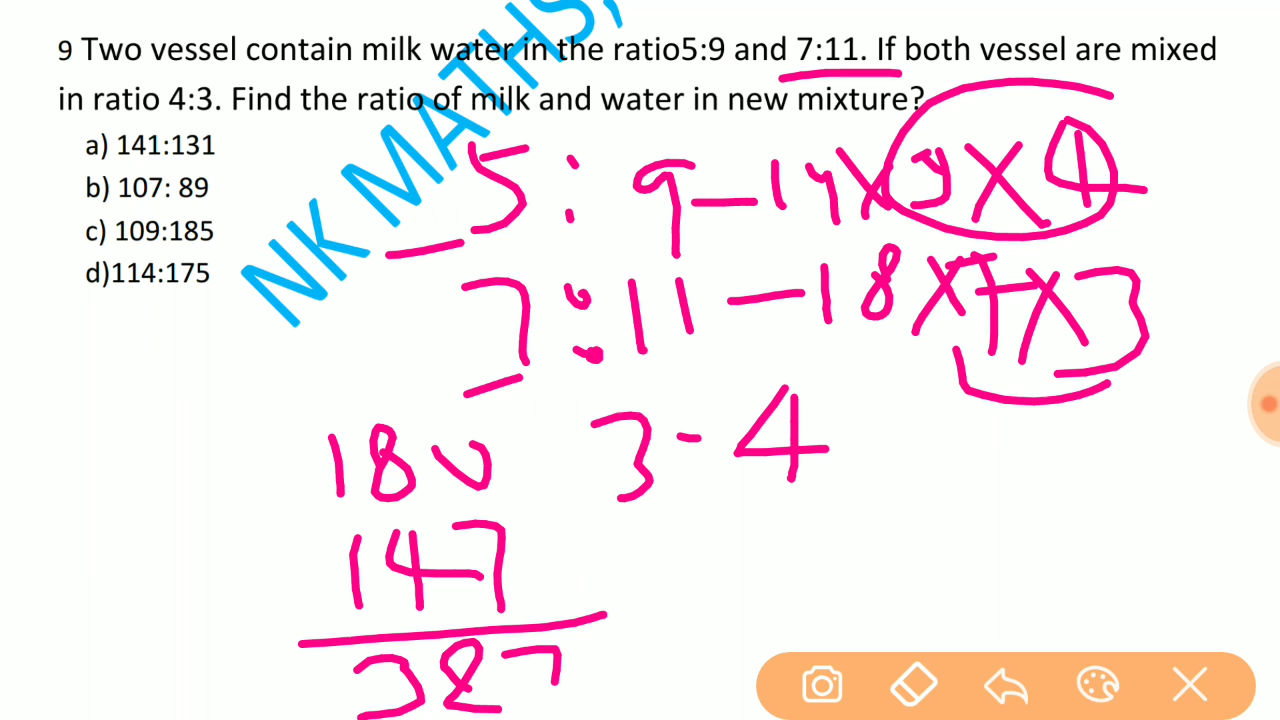 9 Two vessel contain milk water in the ratio5:9 and 7:11. If both vessel are mixed
in ratio 4:3. Find the ratio of milk and water in new mixture?
a) 141:131
b) 107: 89
c) 109:185
d)114:175
NK MATHS,
5 : 9 — 14 X 9 X 4
7 : 11 — 18 X 7 X 3
180 3 - 4
147
327